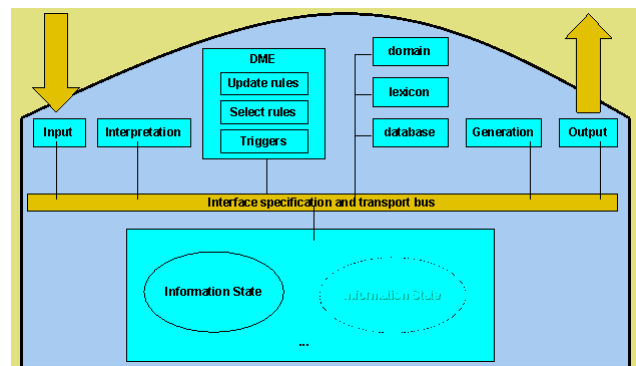 DME
Update rules
Select rules
Triggers
domain
lexicon
database
Input
Interpretation
Generation
Output
Interface specification and transport bus
Information State
Information State
...